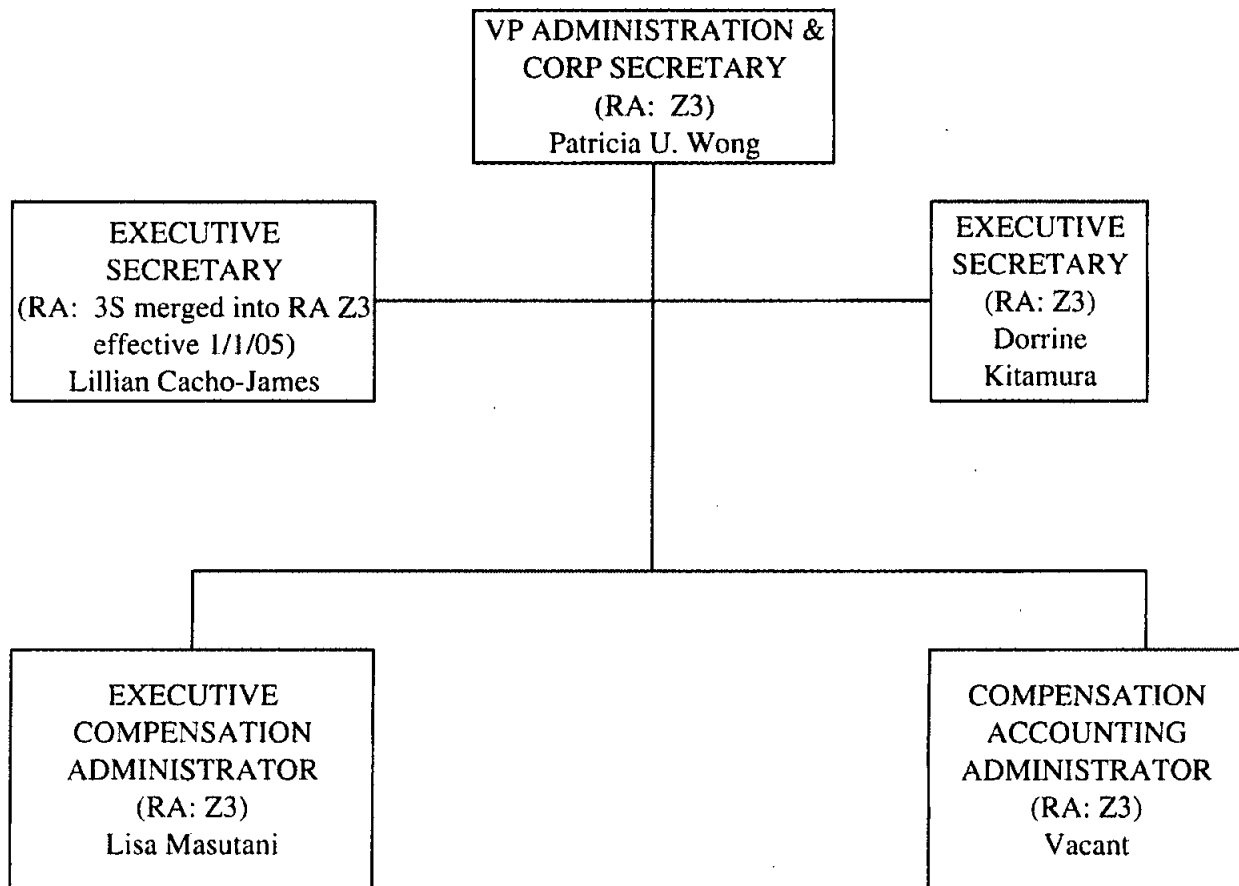 VP ADMINISTRATION &
CORP SECRETARY
(RA: Z3)
Patricia U. Wong
EXECUTIVE
SECRETARY
(RA: 3S merged into RA Z3
effective 1/1/05)
Lillian Cacho-James
EXECUTIVE
SECRETARY
(RA: Z3)
Dorrine
Kitamura
EXECUTIVE
COMPENSATION
ADMINISTRATOR
(RA: Z3)
Lisa Masutani
COMPENSATION
ACCOUNTING
ADMINISTRATOR
(RA: Z3)
Vacant